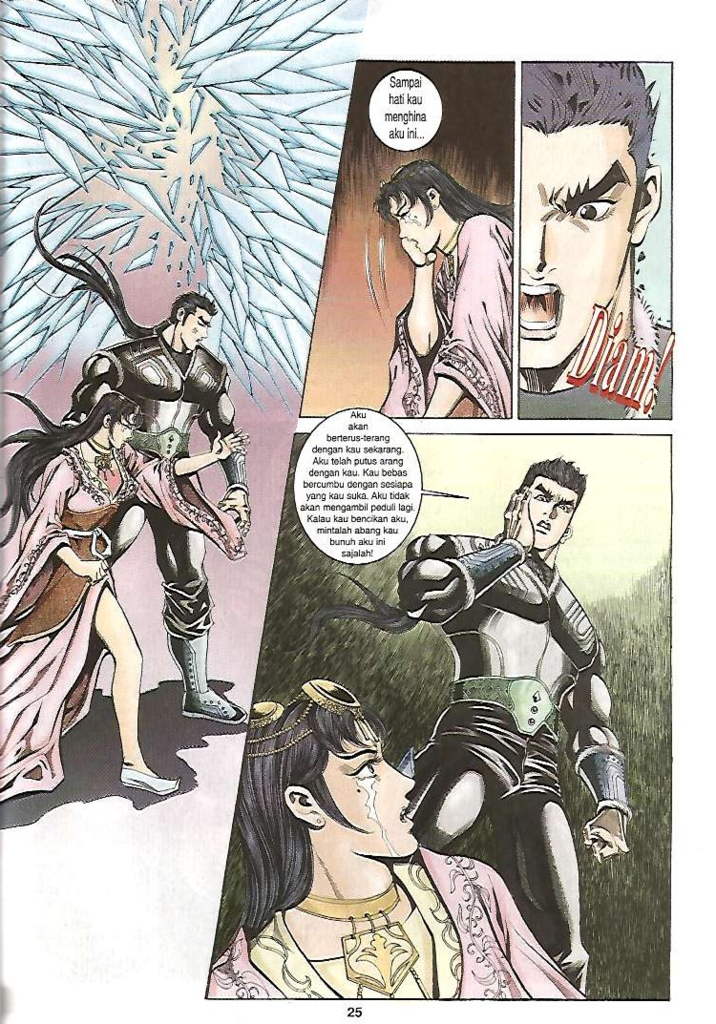 Sampai
hati kau
menghina
aku ini...
Diam!
Aku
akan
berterus-terang
dengan kau sekarang.
Aku telah putus arang
dengan kau. Kau bebas
bercumbu dengan sesiapa
yang kau suka. Aku tidak
akan mengambil peduli lagi.
Kalau kau bencikan aku,
mintalah abang kau
bunuh aku ini
sajalah!
25